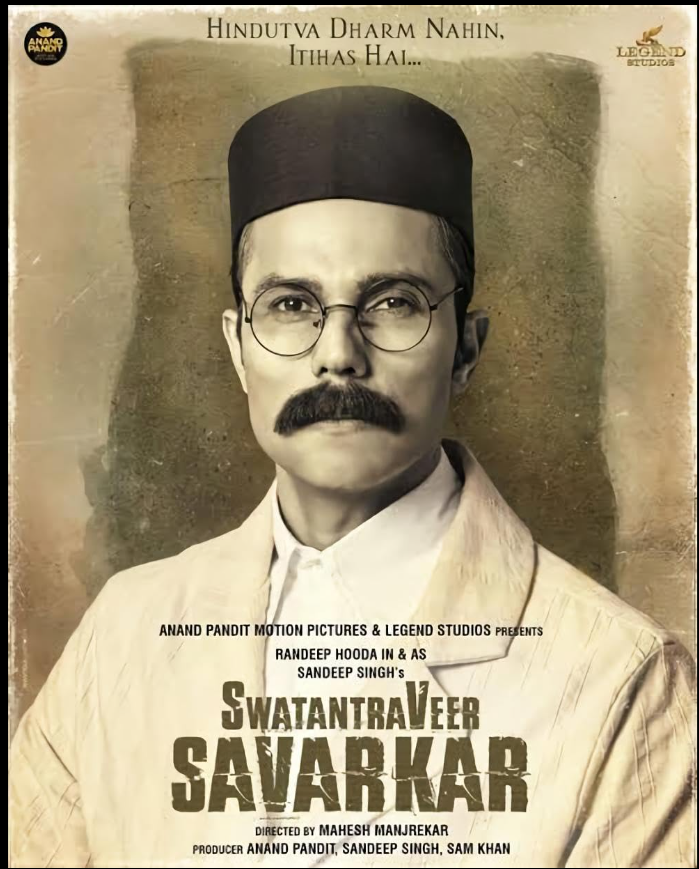 HINDUTVA DHARM NAHIN,
ITIHAS HAI...
ANAND
PANDIT
LEGEND
STUDIOS
ANAND PANDIT MOTION PICTURES & LEGEND STUDIOS PRESENTS
RANDEEP HOODA IN & AS
SANDEEP SINGH's
SWATANTRAVEER
SAVARKAR
DIRECTED BY MAHESH MANJREKAR
PRODUCER ANAND PANDIT, SANDEEP SINGH, SAM KHAN